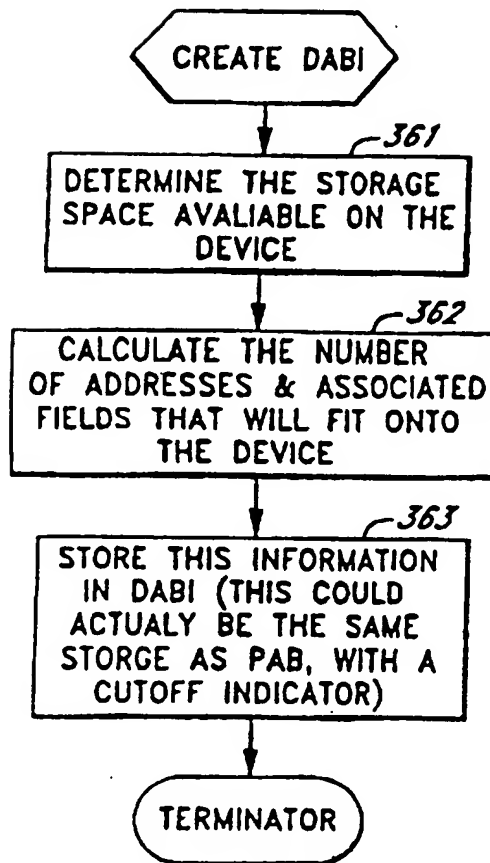 CREATE DABI
361
DETERMINE THE STORAGE
SPACE AVALIABLE ON THE
DEVICE
362
CALCULATE THE NUMBER
OF ADDRESSES & ASSOCIATED
FIELDS THAT WILL FIT ONTO
THE DEVICE
363
STORE THIS INFORMATION
IN DABI (THIS COULD
ACTUALY BE THE SAME
STORGE AS PAB, WITH A
CUTOFF INDICATOR)
TERMINATOR